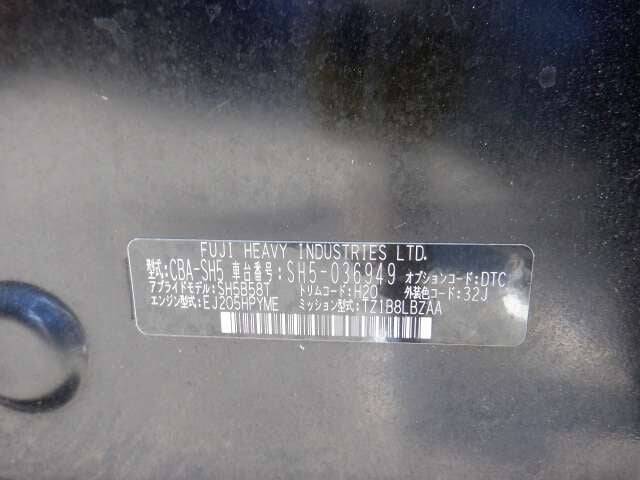 FUJI HEAVY INDUSTRIES LTD.
型式:CBA-SH5 車台番号:SH5-036949 オプションコード:DTC
アプライドモデル:SH5B58T トリムコード:H20 外装色コード:32J
エンジン型式:EJ205HPYME ミッション型式:TZ1B8LBZAA